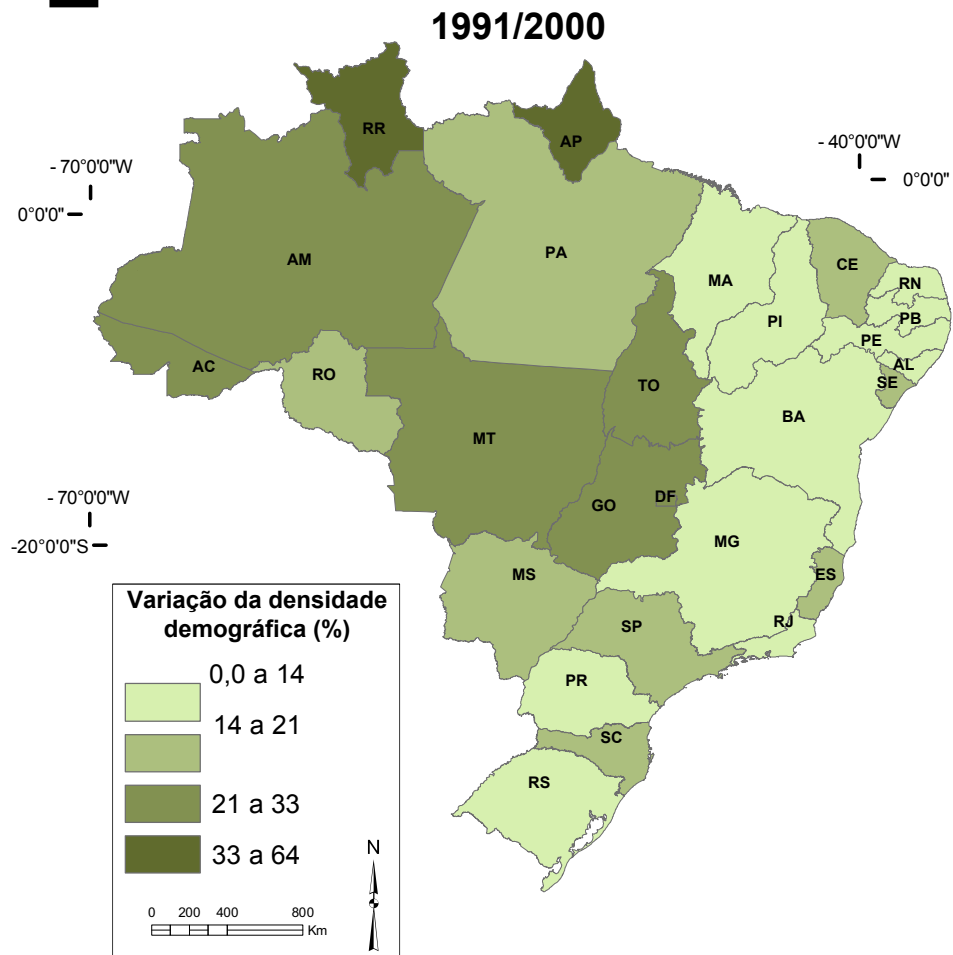 1991/2000
RR
AP
- 70°0'0"W
- 40°0'0"W
0°0'0"
0°0'0"
AM
PA
MA
CE
RN
PI
PB
PE
AL
AC
RO
TO
SE
BA
MT
- 70°0'0"W
GO
DF
-20°0'0"S
MG
MS
ES
SP
RJ
PR
SC
RS
Variação da densidade
demográfica (%)
0,0 a 14
14 a 21
21 a 33
33 a 64
N
0 200 400 800
Km